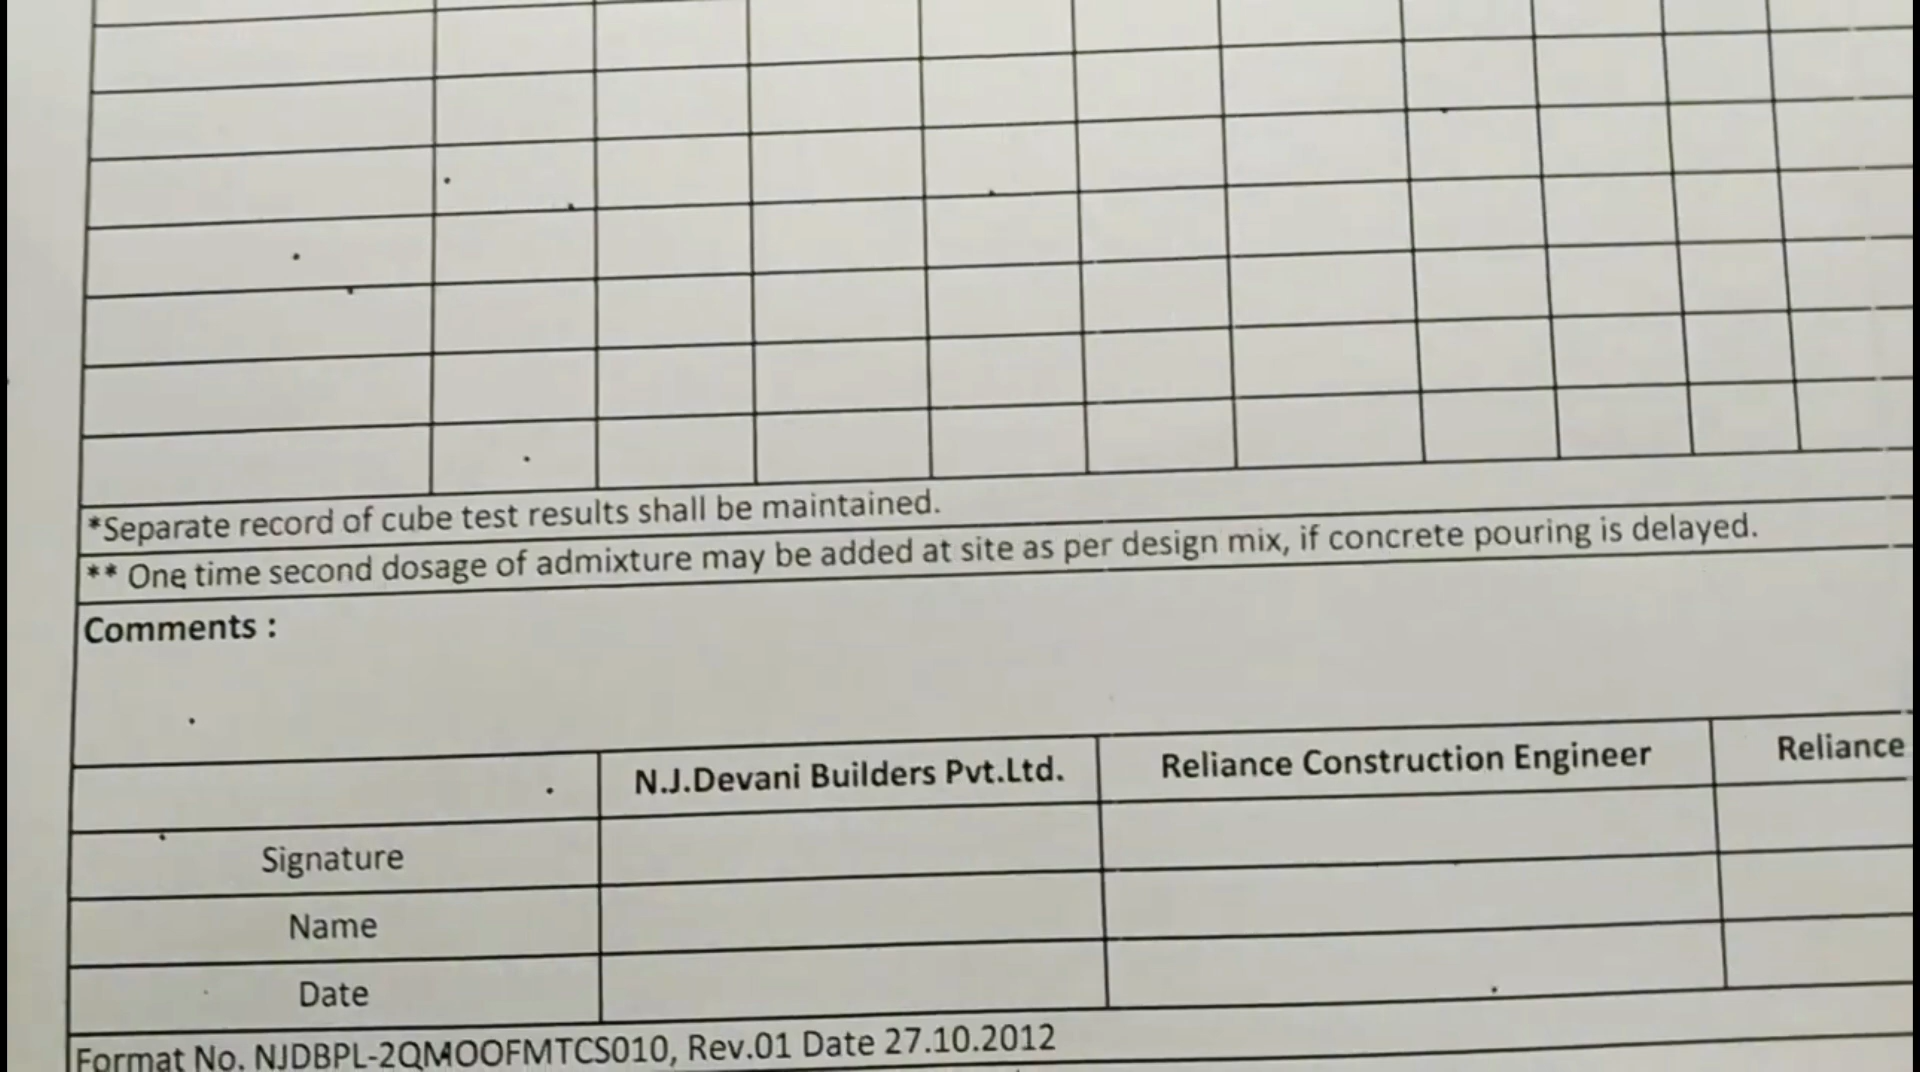 *Separate record of cube test results shall be maintained.
** One time second dosage of admixture may be added at site as per design mix, if concrete pouring is delayed.
Comments :
N.J.Devani Builders Pvt.Ltd. Reliance Construction Engineer Reliance
Signature
Name
Date
Format No. NJDBPL-2QMOOFMTCS010, Rev.01 Date 27.10.2012